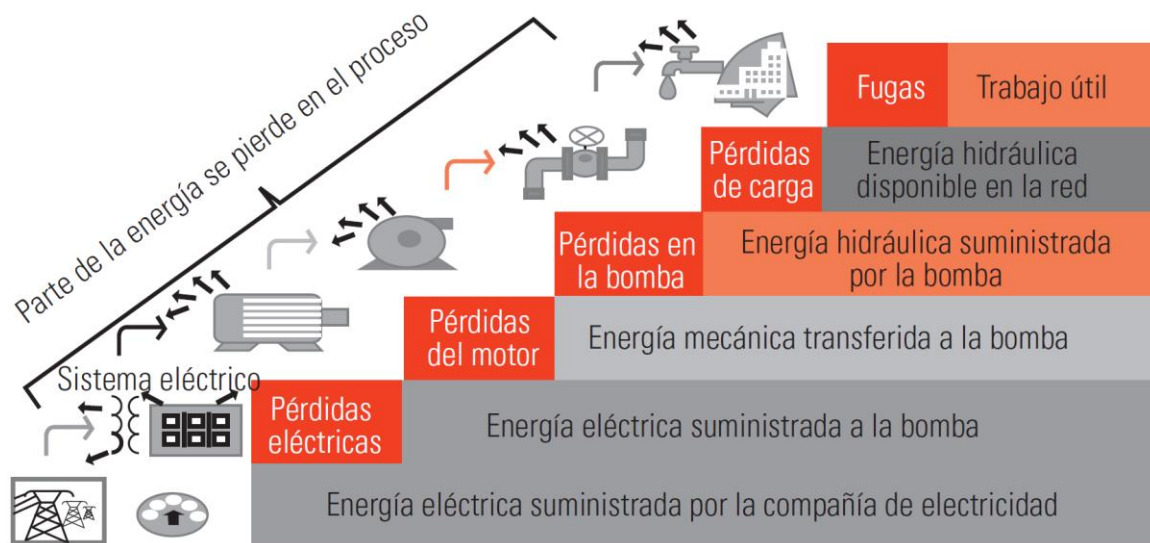 Parte de la energía se pierde en el proceso
Fugas
Trabajo útil
Pérdidas
de carga
Energía hidráulica
disponible en la red
Pérdidas en
la bomba
Energía hidráulica suministrada
por la bomba
Pérdidas
del motor
Energía mecánica transferida a la bomba
Sistema eléctrico
Pérdidas
eléctricas
Energía eléctrica suministrada a la bomba
Energía eléctrica suministrada por la compañía de electricidad